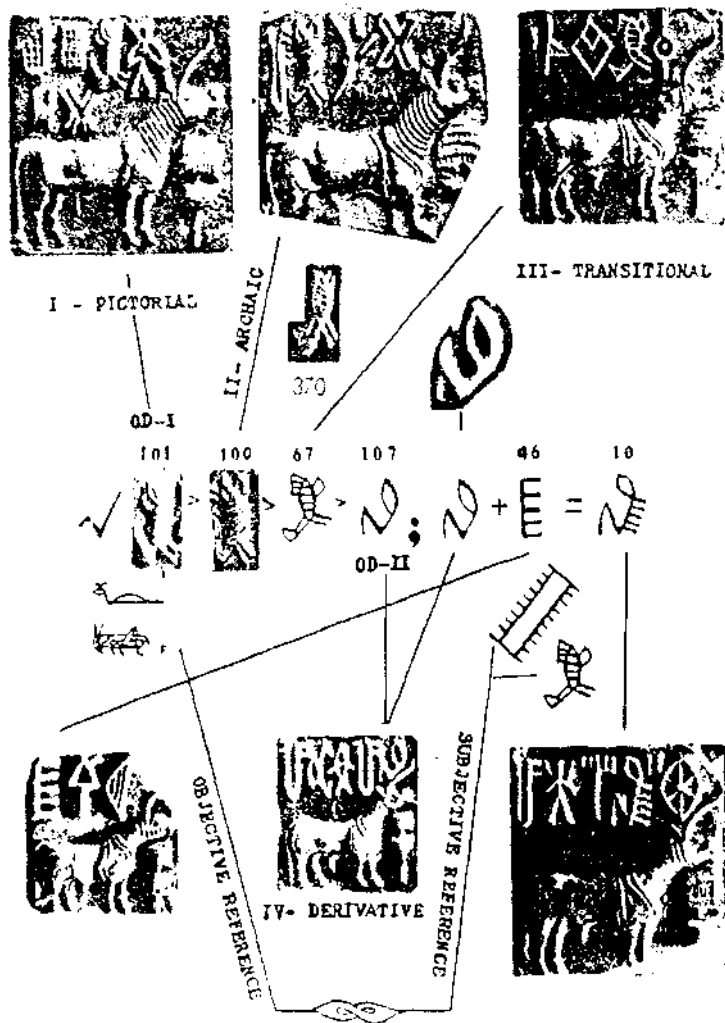 I - PICTORIAL
II- ARCHAIC
III- TRANSITIONAL
370
OD-I
101 109 67 107 46 10
> > > ; + =
OD-II
OBJECTIVE REFERENCE
SUBJECTIVE REFERENCE
IV- DERIVATIVE